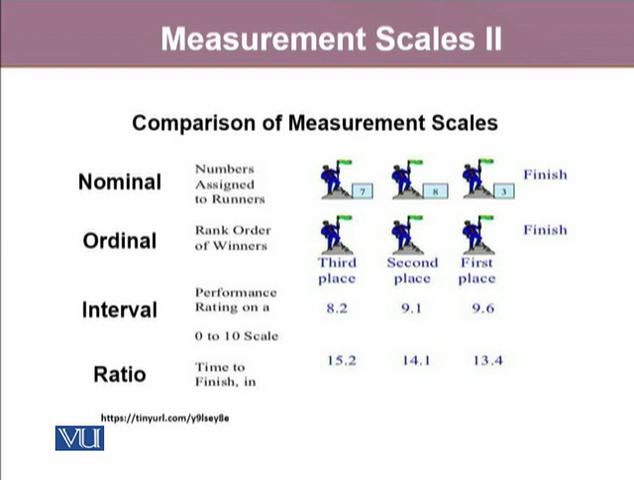 Measurement Scales II
Comparison of Measurement Scales
Nominal
Numbers
Assigned
to Runners
7
8
3
Finish
Ordinal
Rank Order
of Winners
Third
place
Second
place
First
place
Finish
Interval
Performance
Rating on a
0 to 10 Scale
8.2 9.1 9.6
Ratio
Time to
Finish, in
15.2 14.1 13.4
https://tinyurl.com/y9lsey8e
VU